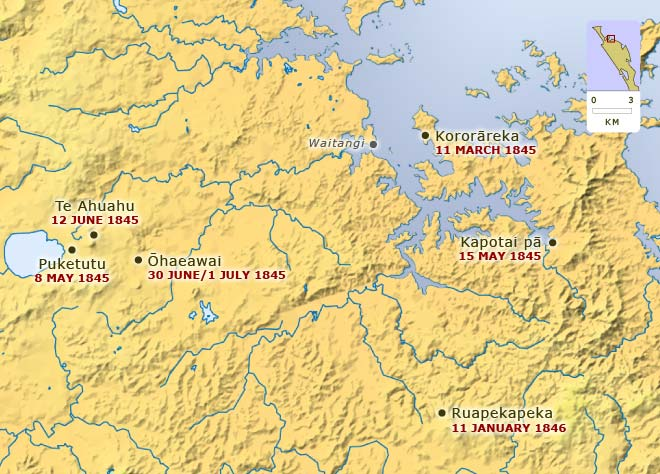 0 3
KM
Kororāreka
11 MARCH 1845
Waitangi
Te Ahuahu
12 JUNE 1845
Puketutu
8 MAY 1845
Ōhaeawai
30 JUNE/1 JULY 1845
Kapotai pā
15 MAY 1845
Ruapekapeka
11 JANUARY 1846